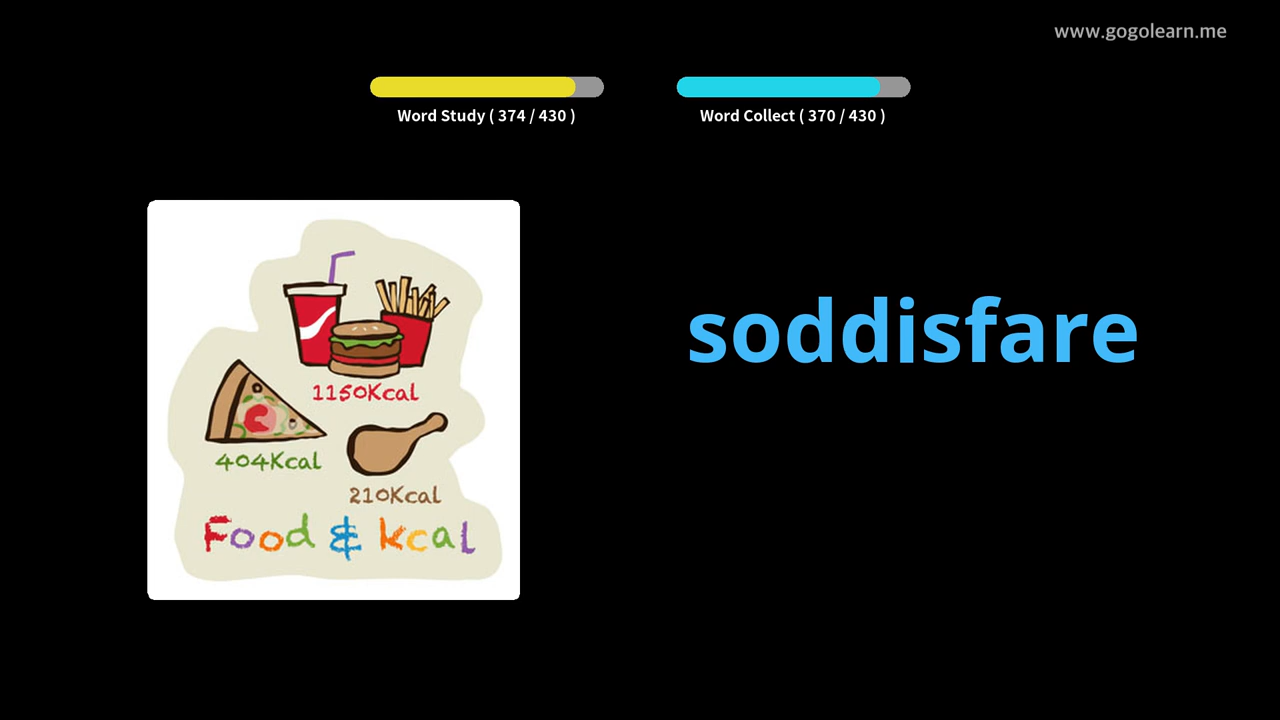 www.gogolearn.me
Word Study ( 374 / 430 )
Word Collect ( 370 / 430 )
soddisfare
1150Kcal
404Kcal
210Kcal
Food & kcal